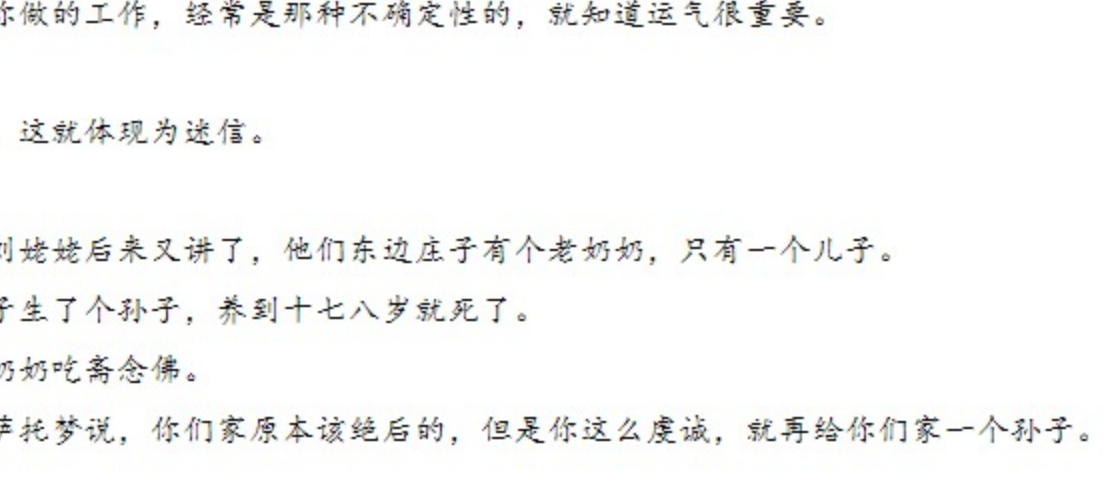 你做的工作，经常是那种不确定性的，就知道运气很重要。
这就体现为迷信。
刘姥姥后来又讲了，他们东边庄子有个老奶奶，只有一个儿子。
子生了个孙子，养到十七八岁就死了。
奶奶吃斋念佛。
萨托梦说，你们家原本该绝后的，但是你这么虔诚，就再给你们家一个孙子。